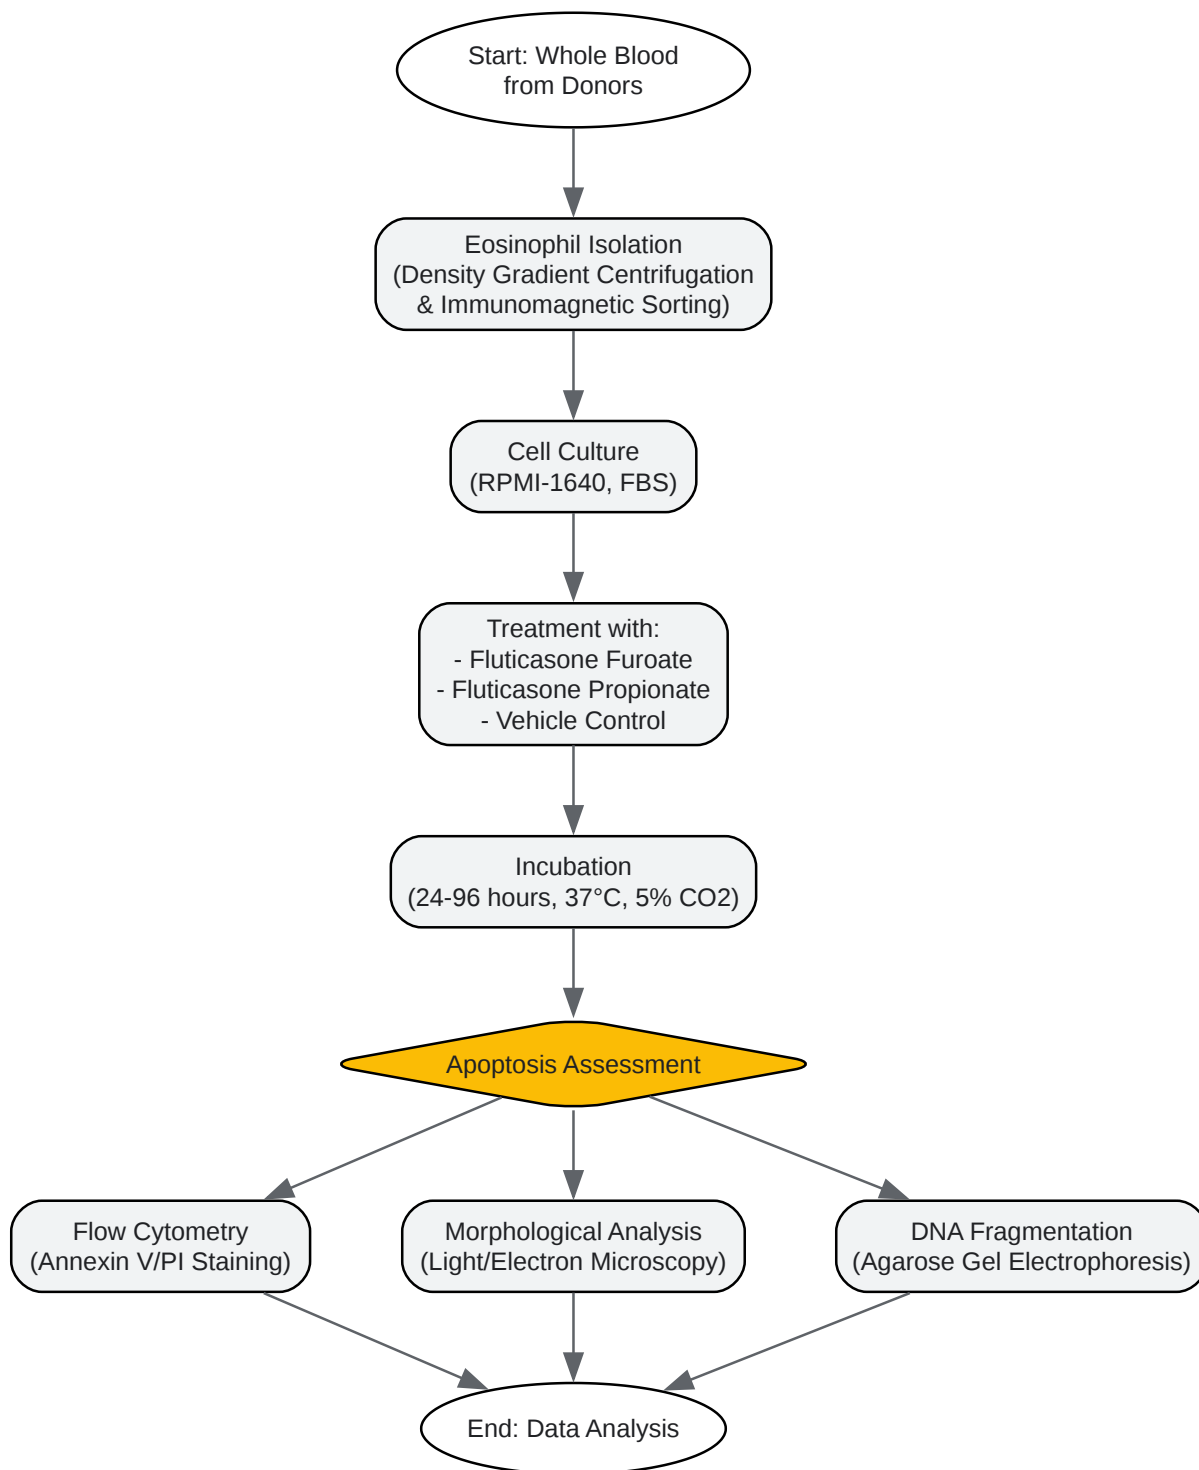 Start: Whole Blood
from Donors
Eosinophil Isolation
(Density Gradient Centrifugation
& Immunomagnetic Sorting)
Cell Culture
(RPMI-1640, FBS)
Treatment with:
- Fluticasone Furoate
- Fluticasone Propionate
- Vehicle Control
Incubation
(24-96 hours, 37°C, 5% CO2)
Apoptosis Assessment
Flow Cytometry
(Annexin V/PI Staining)
Morphological Analysis
(Light/Electron Microscopy)
DNA Fragmentation
(Agarose Gel Electrophoresis)
End: Data Analysis